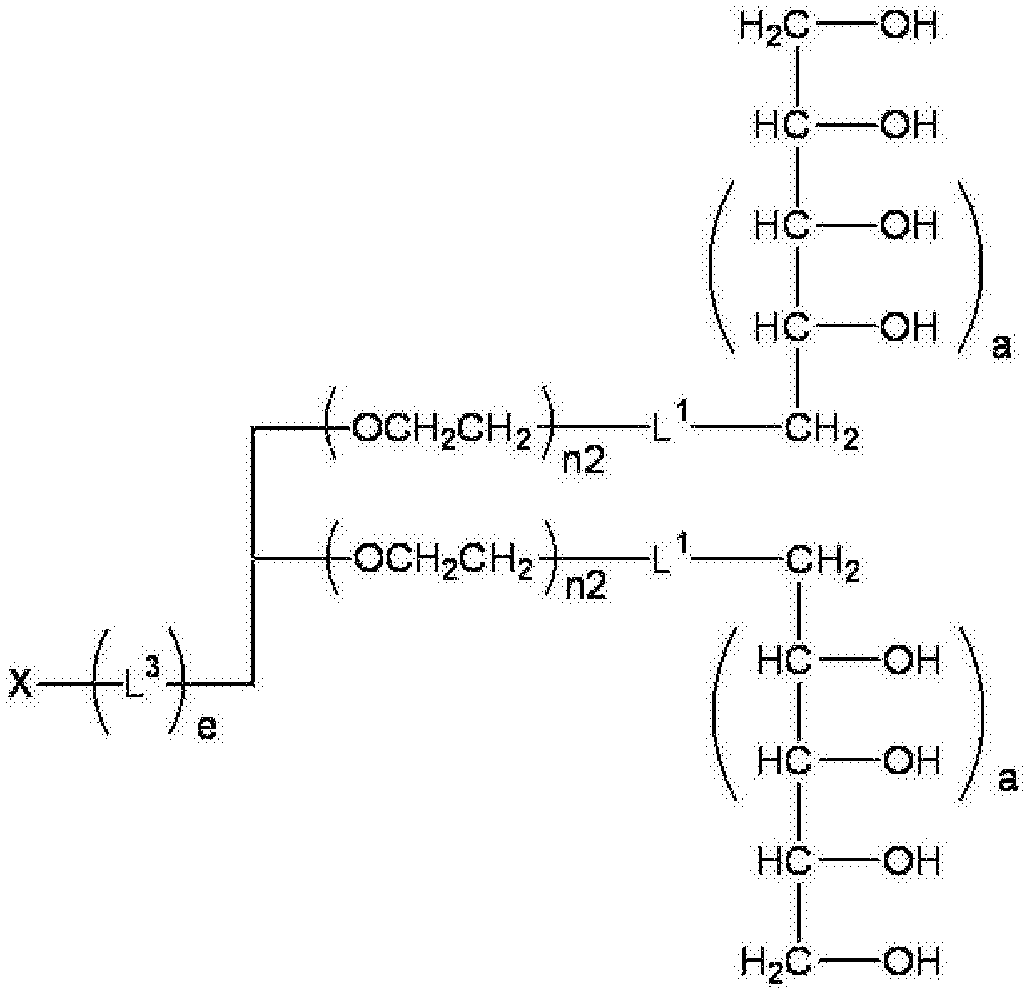 H₂C—OH
HC—OH
(HC—OH
HC—OH)a
(OCH₂CH₂)n2—L¹—CH₂
(OCH₂CH₂)n2—L¹—CH₂
X—(L³)e
(HC—OH
HC—OH)a
HC—OH
H₂C—OH